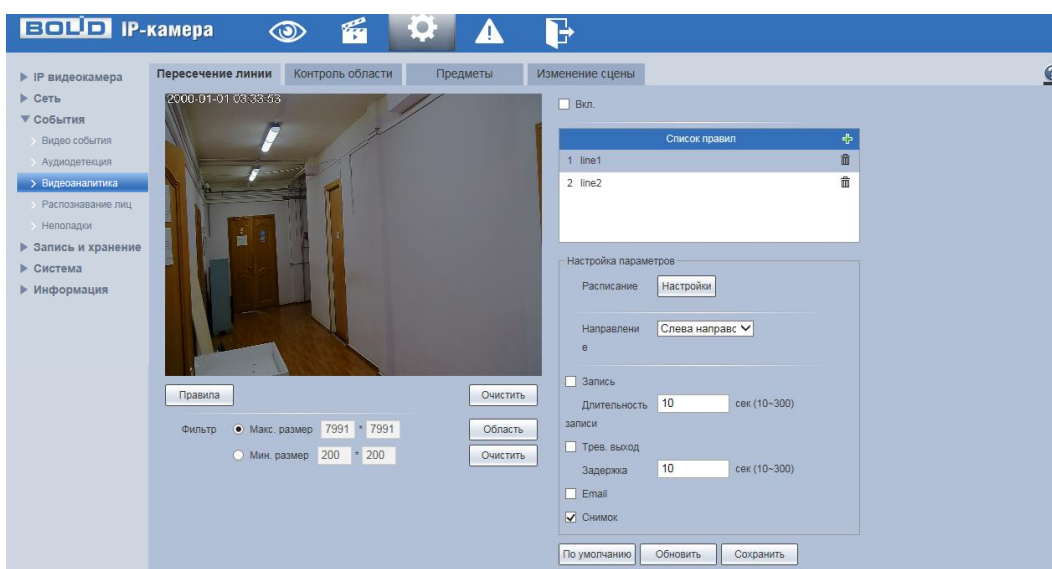 BOLID IP-камера
IP видеокамера
Сеть
События
Видео события
Аудиодетекция
Видеоаналитика
Распознавание лиц
Неполадки
Запись и хранение
Система
Информация
Пересечение линии Контроль области Предметы Изменение сцены
2000-01-01 03:33:53
Правила Очистить
Фильтр Макс. размер 7991 * 7991 Область
Мин. размер 200 * 200 Очистить
Вкл.
Список правил
1 line1
2 line2
Настройка параметров
Расписание Настройки
Направлени Слева направс
е
Запись
Длительность 10 сек (10~300)
записи
Трев. выход
Задержка 10 сек (10~300)
Email
Снимок
По умолчанию Обновить Сохранить